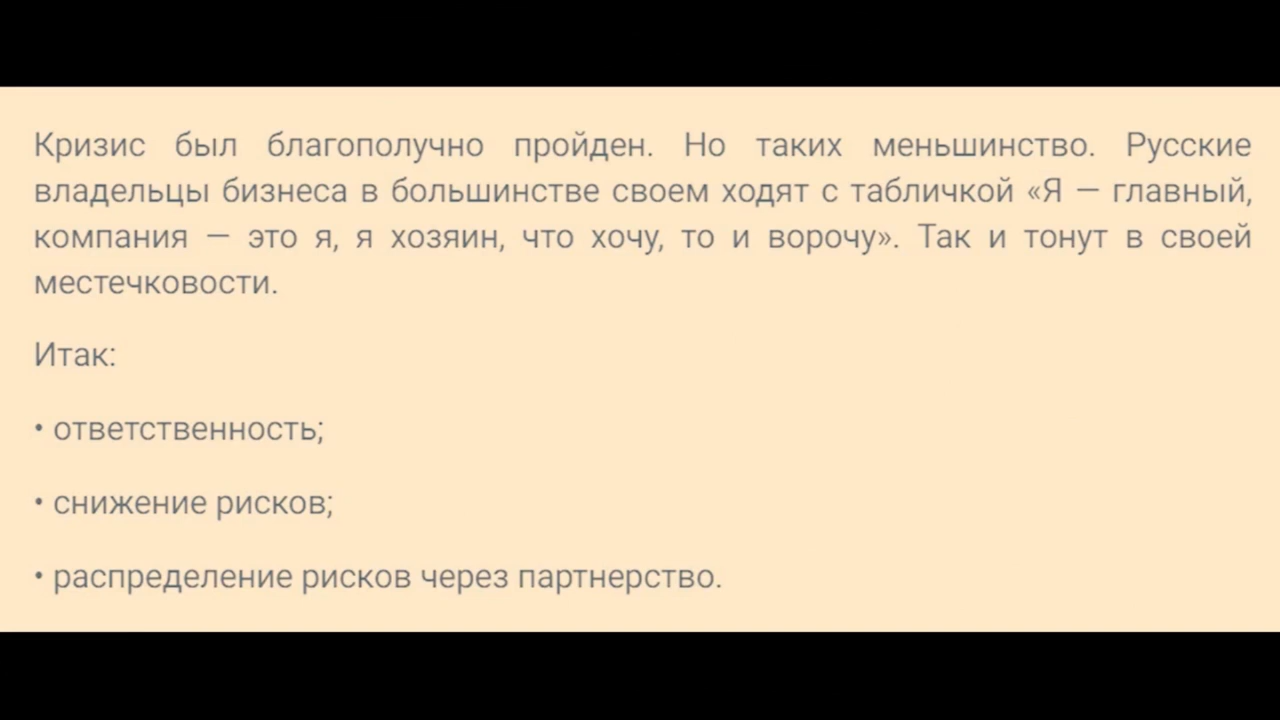 Кризис был благополучно пройден. Но таких меньшинство. Русские
владельцы бизнеса в большинстве своем ходят с табличкой «Я — главный,
компания — это я, я хозяин, что хочу, то и ворочу». Так и тонут в своей
местечковости.
Итак:
• ответственность;
• снижение рисков;
• распределение рисков через партнерство.